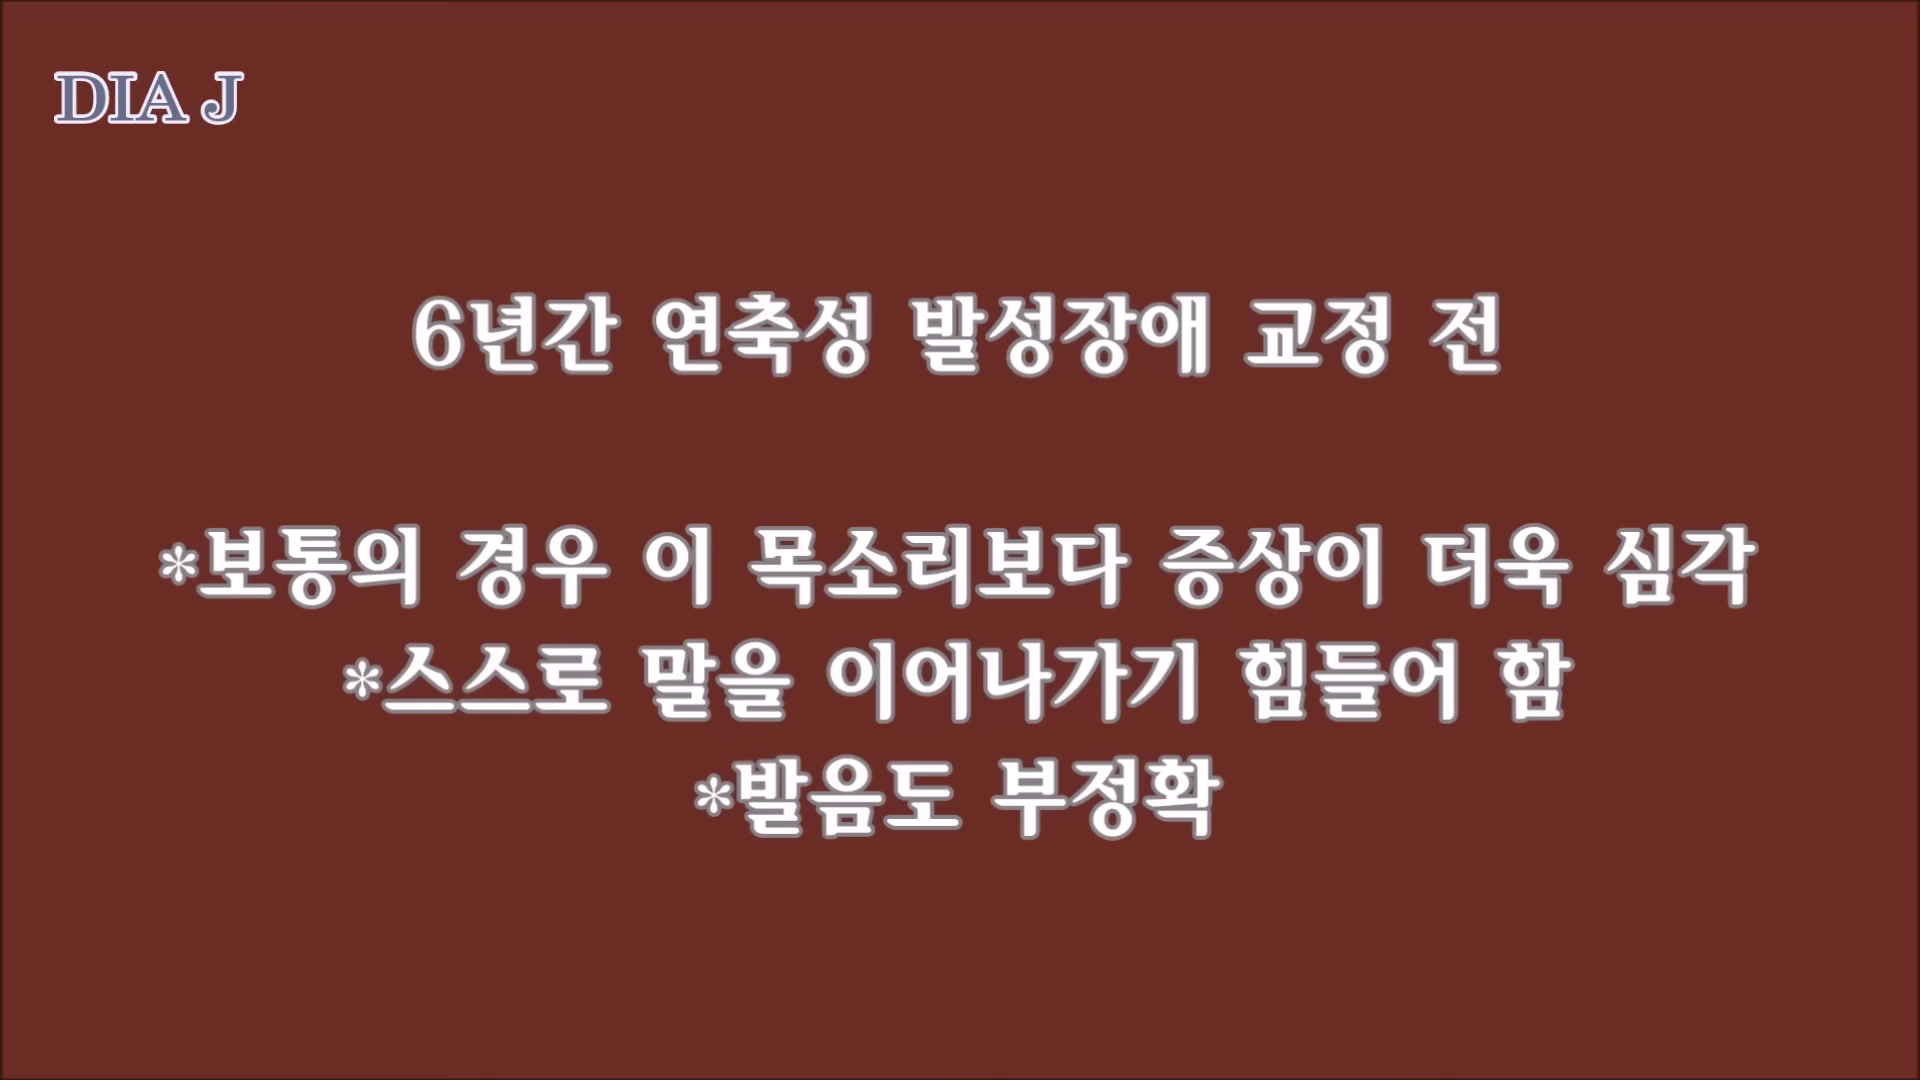 DIA J
6년간 연축성 발성장애 교정 전
*보통의 경우 이 목소리보다 증상이 더욱 심각
*스스로 말을 이어나가기 힘들어 함
*발음도 부정확